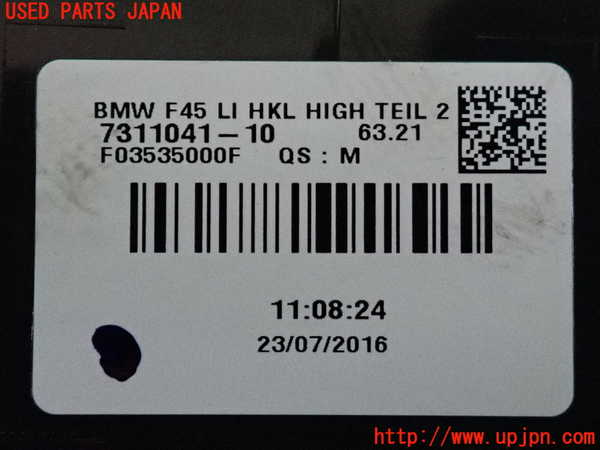 USED PARTS JAPAN
BMW F45 LI HKL HIGH TEIL 2
7311041-10 63.21
F03535000F QS : M
11:08:24
23/07/2016
http://www.upjpn.com/